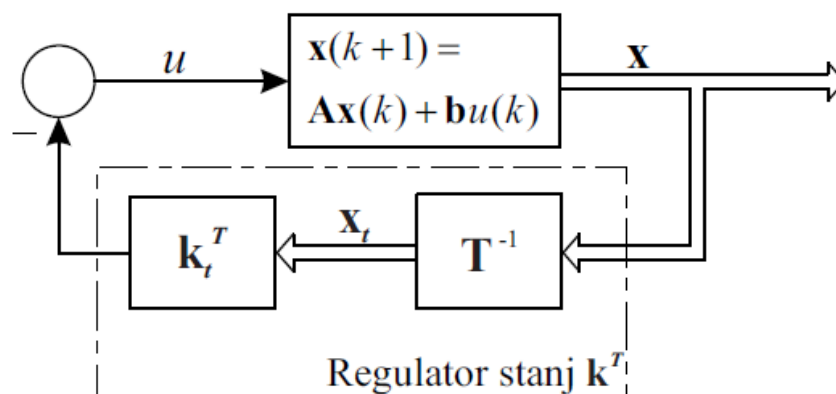 u
x(k+1)=
Ax(k)+bu(k)
x
−
k_t^T
x_t
T^-1
Regulator stanj k^T